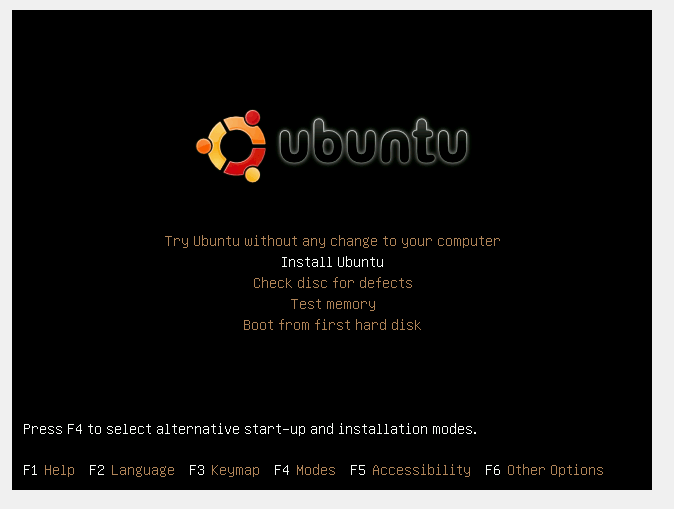 ubuntu
Try Ubuntu without any change to your computer
Install Ubuntu
Check disc for defects
Test memory
Boot from first hard disk
Press F4 to select alternative start-up and installation modes.
F1 Help F2 Language F3 Keymap F4 Modes F5 Accessibility F6 Other Options